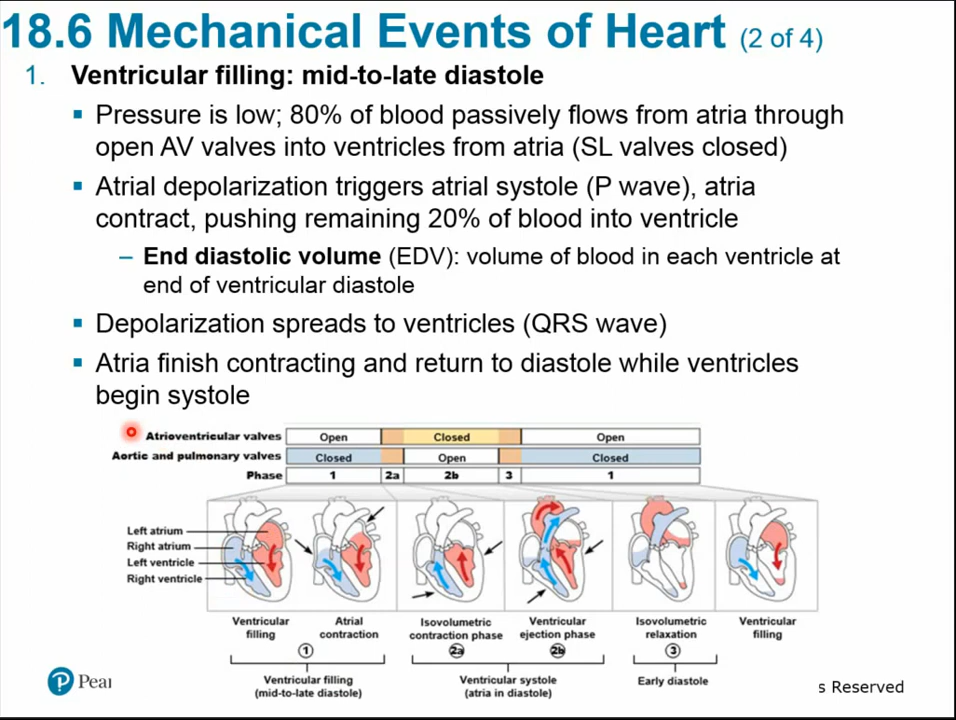 18.6 Mechanical Events of Heart (2 of 4)
1. Ventricular filling: mid-to-late diastole
▪ Pressure is low; 80% of blood passively flows from atria through
open AV valves into ventricles from atria (SL valves closed)
▪ Atrial depolarization triggers atrial systole (P wave), atria
contract, pushing remaining 20% of blood into ventricle
– End diastolic volume (EDV): volume of blood in each ventricle at
end of ventricular diastole
▪ Depolarization spreads to ventricles (QRS wave)
▪ Atria finish contracting and return to diastole while ventricles
begin systole
Atrioventricular valves Open Closed Open
Aortic and pulmonary valves Closed Open Closed
Phase 1 2a 2b 3 1
Left atrium
Right atrium
Left ventricle
Right ventricle
Ventricular
filling
Atrial
contraction
Isovolumetric
contraction phase
Ventricular
ejection phase
Isovolumetric
relaxation
Ventricular
filling
1 2a 2b 3
Ventricular filling
(mid-to-late diastole)
Ventricular systole
(atria in diastole)
Early diastole
P Pear
s Reserved